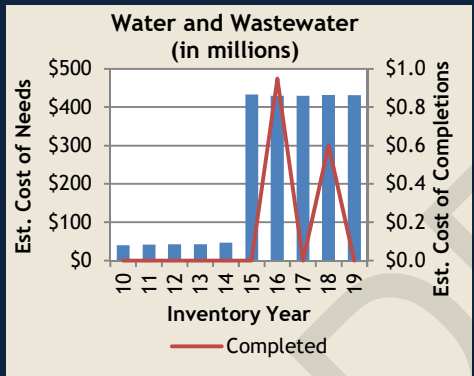 Water and Wastewater
(in millions)
Est. Cost of Needs
$500
$400
$300
$200
$100
$0
$1.0
$0.8
$0.6
$0.4
$0.2
$0.0
Est. Cost of Completions
10 11 12 13 14 15 16 17 18 19
Inventory Year
Completed